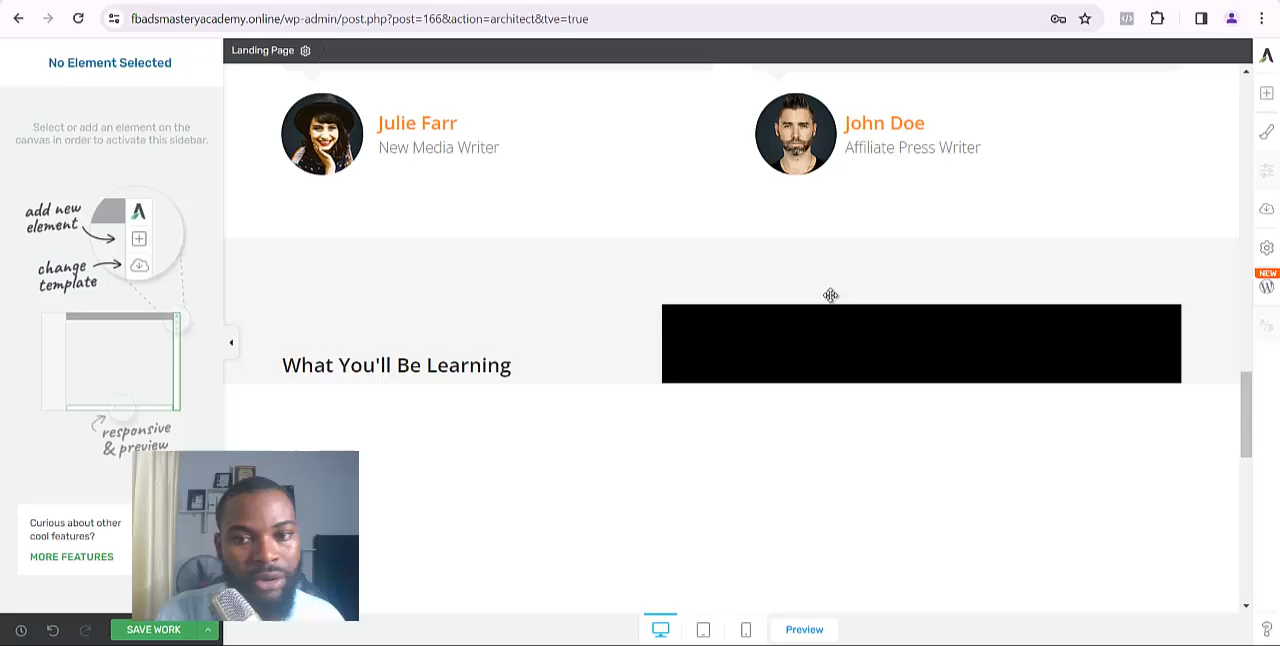 fbadsmasteryacademy.online/wp-admin/post.php?post=166&action=architect&tve=true
No Element Selected
Landing Page
Select or add an element on the
canvas in order to activate this sidebar.
add new
element
change
template
responsive
& preview
Curious about other
cool features?
MORE FEATURES
SAVE WORK
Julie Farr
New Media Writer
John Doe
Affiliate Press Writer
What You'll Be Learning
Preview
NEW
A/B